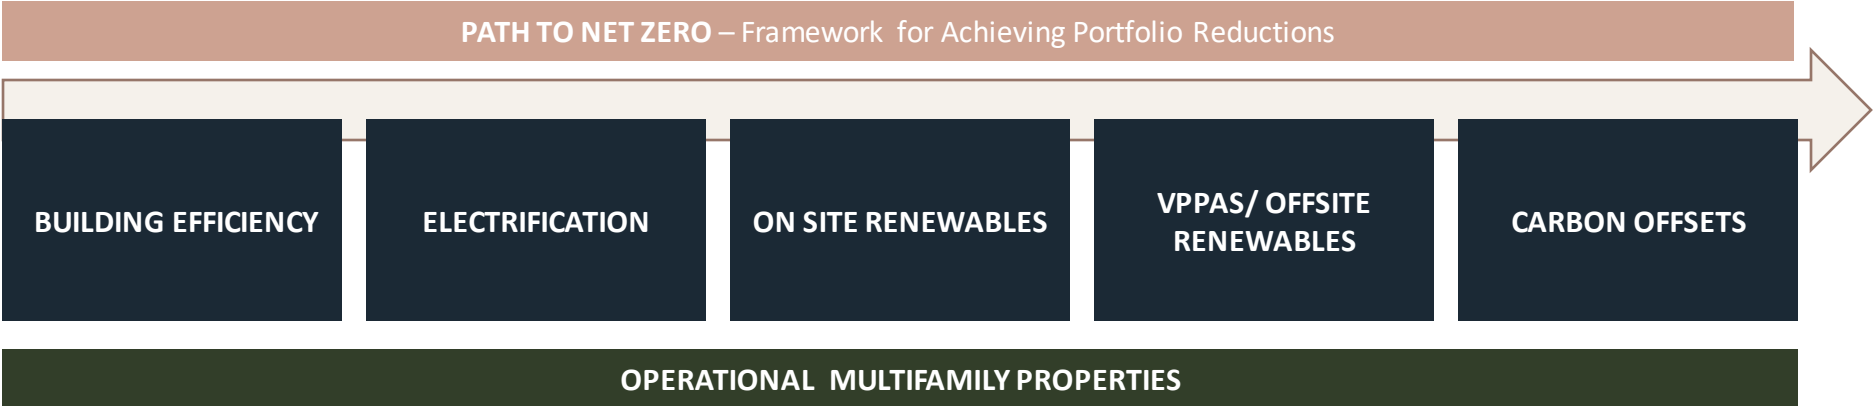 PATH TO NET ZERO – Framework for Achieving Portfolio Reductions
BUILDING EFFICIENCY
ELECTRIFICATION
ON SITE RENEWABLES
VPPAS/ OFFSITE
RENEWABLES
CARBON OFFSETS
OPERATIONAL MULTIFAMILY PROPERTIES